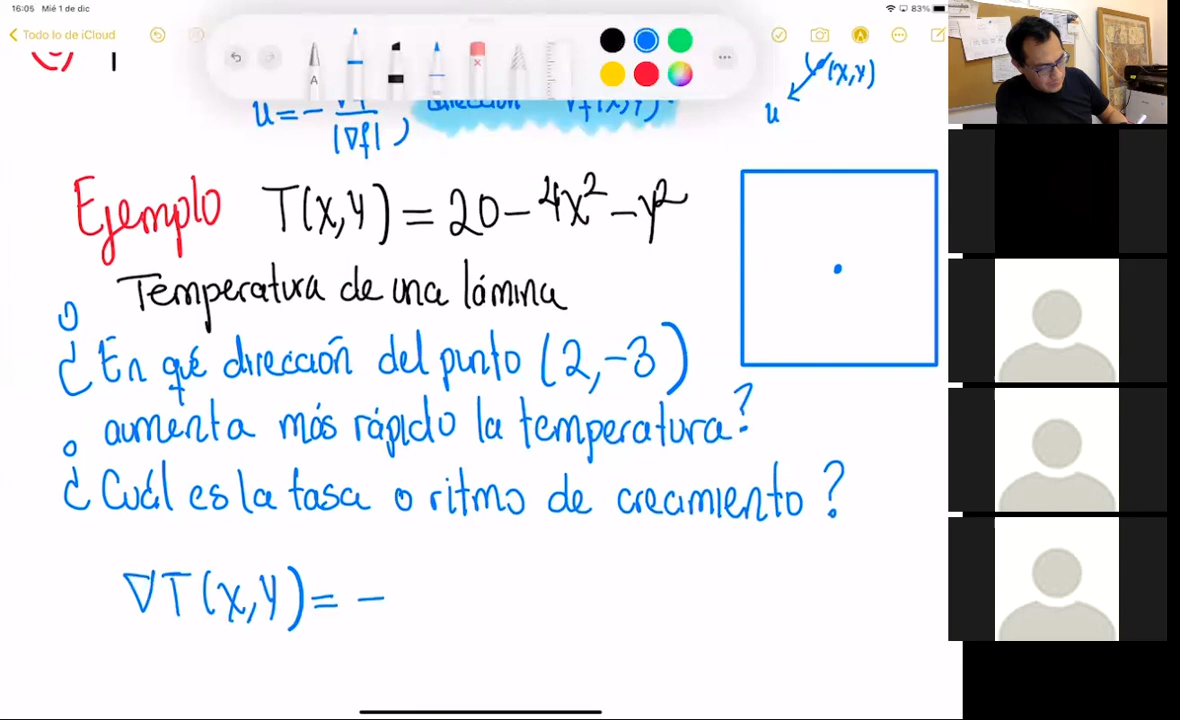 16:05 Mié 1 de dic
83%
Todo lo de iCloud
A
u = - ∇f / |∇f|
(x,y)
u
Ejemplo T(x,y) = 20 - 4x² - y²
Temperatura de una lámina
¿En qué dirección del punto (2,-3)
aumenta más rápido la temperatura?
¿Cuál es la tasa o ritmo de creamiento?
∇T(x,y) = -